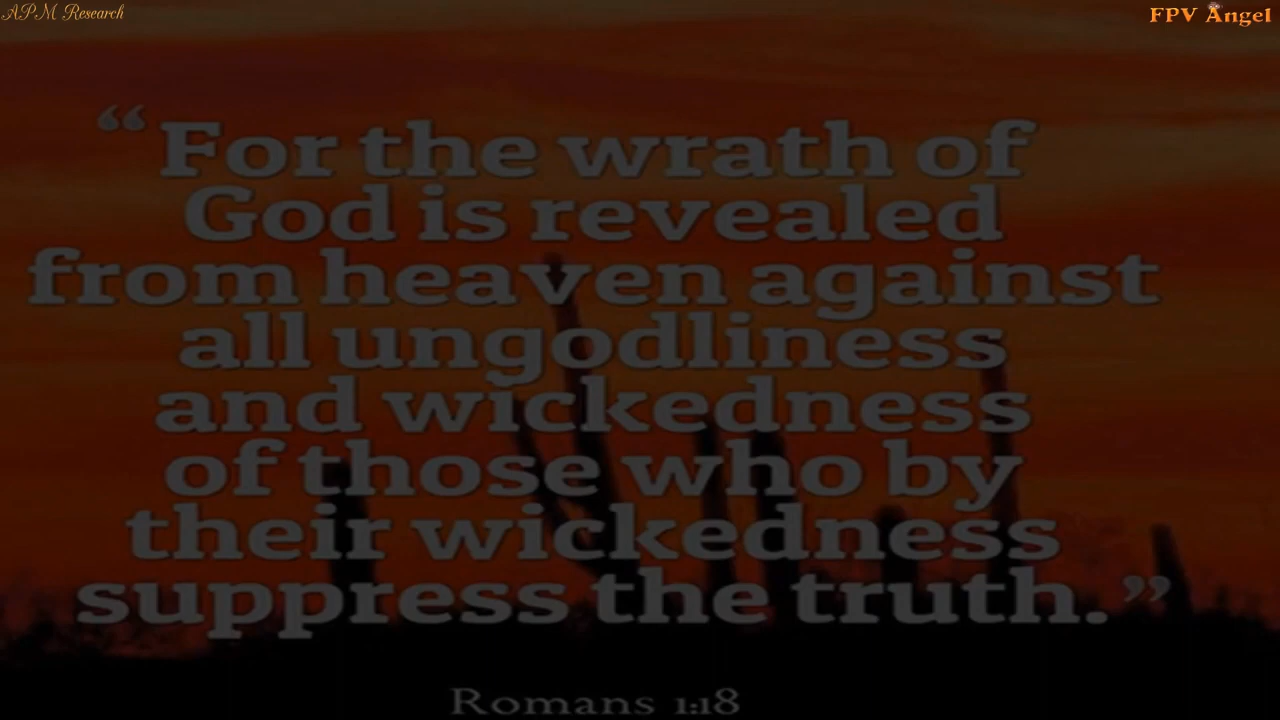 APM Research
FPV Angel
“For the wrath of
God is revealed
from heaven against
all ungodliness
and wickedness
of those who by
their wickedness
suppress the truth.”
Romans 1:18